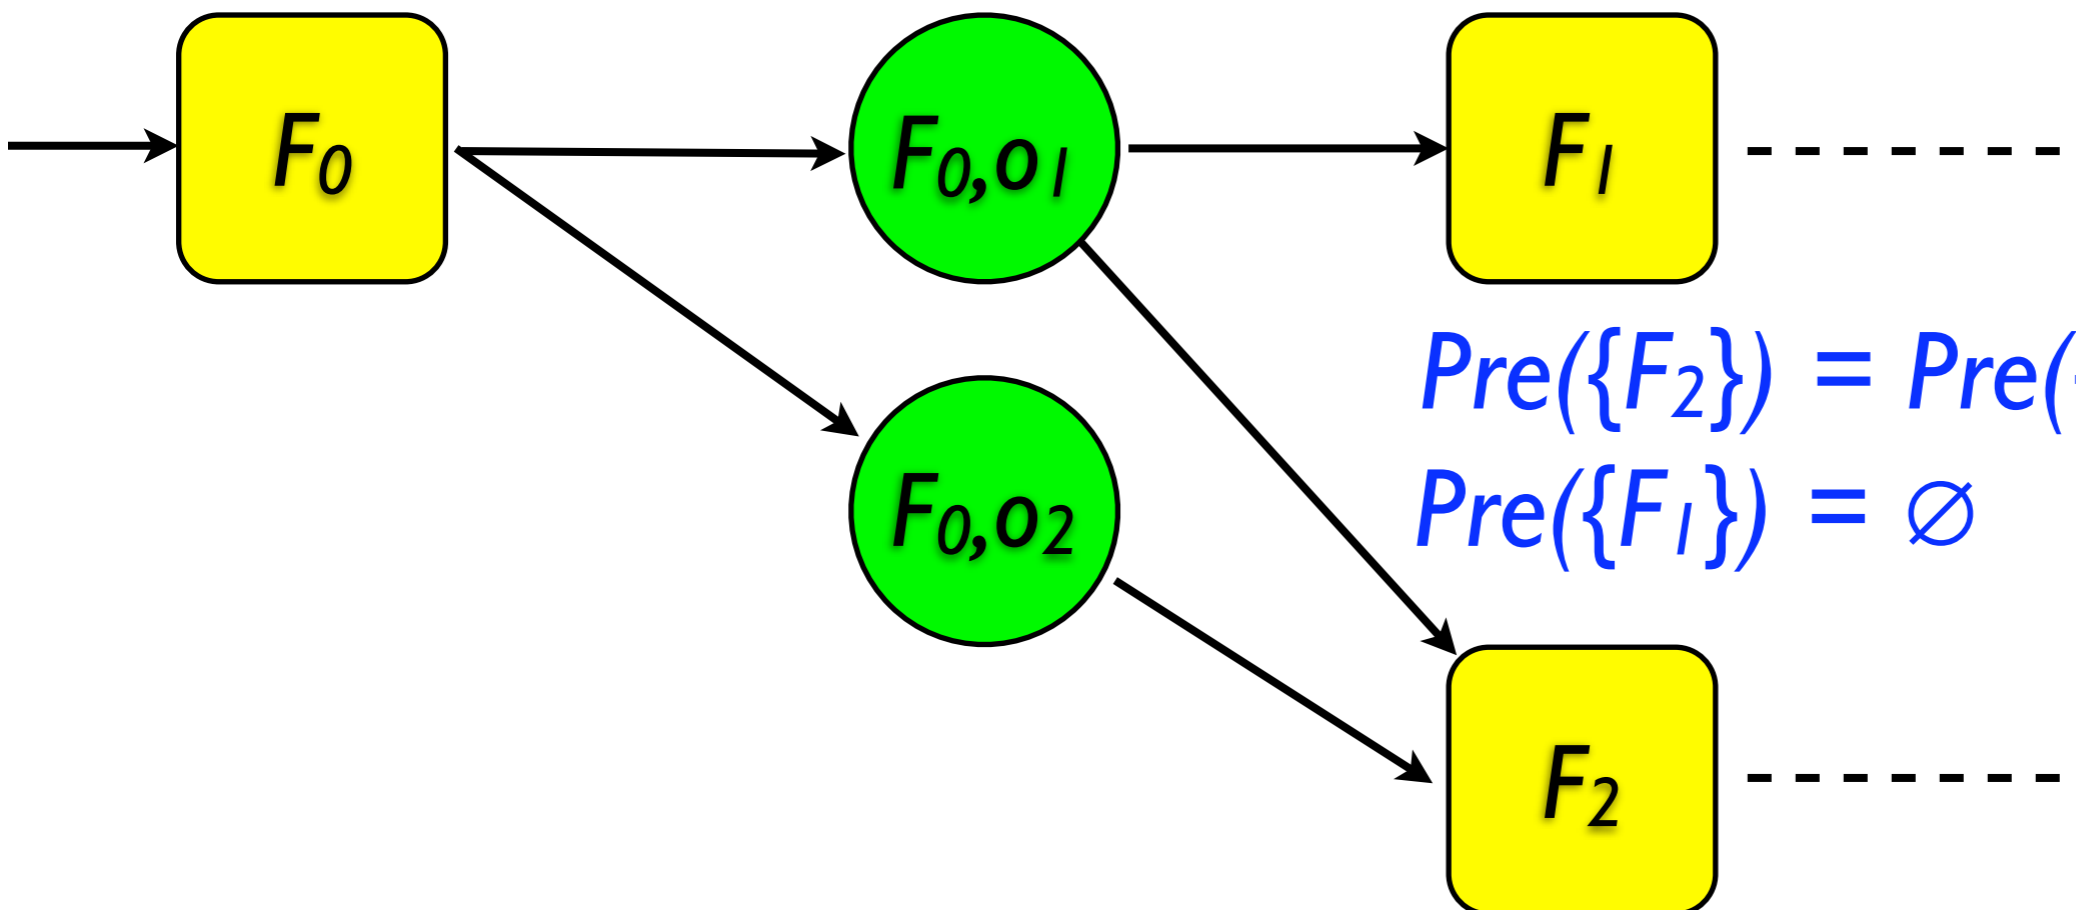 F₀
F₀,o₁
F₁
Pre({F₂}) = Pre(
F₀,o₂
Pre({F₁}) = ∅
F₂